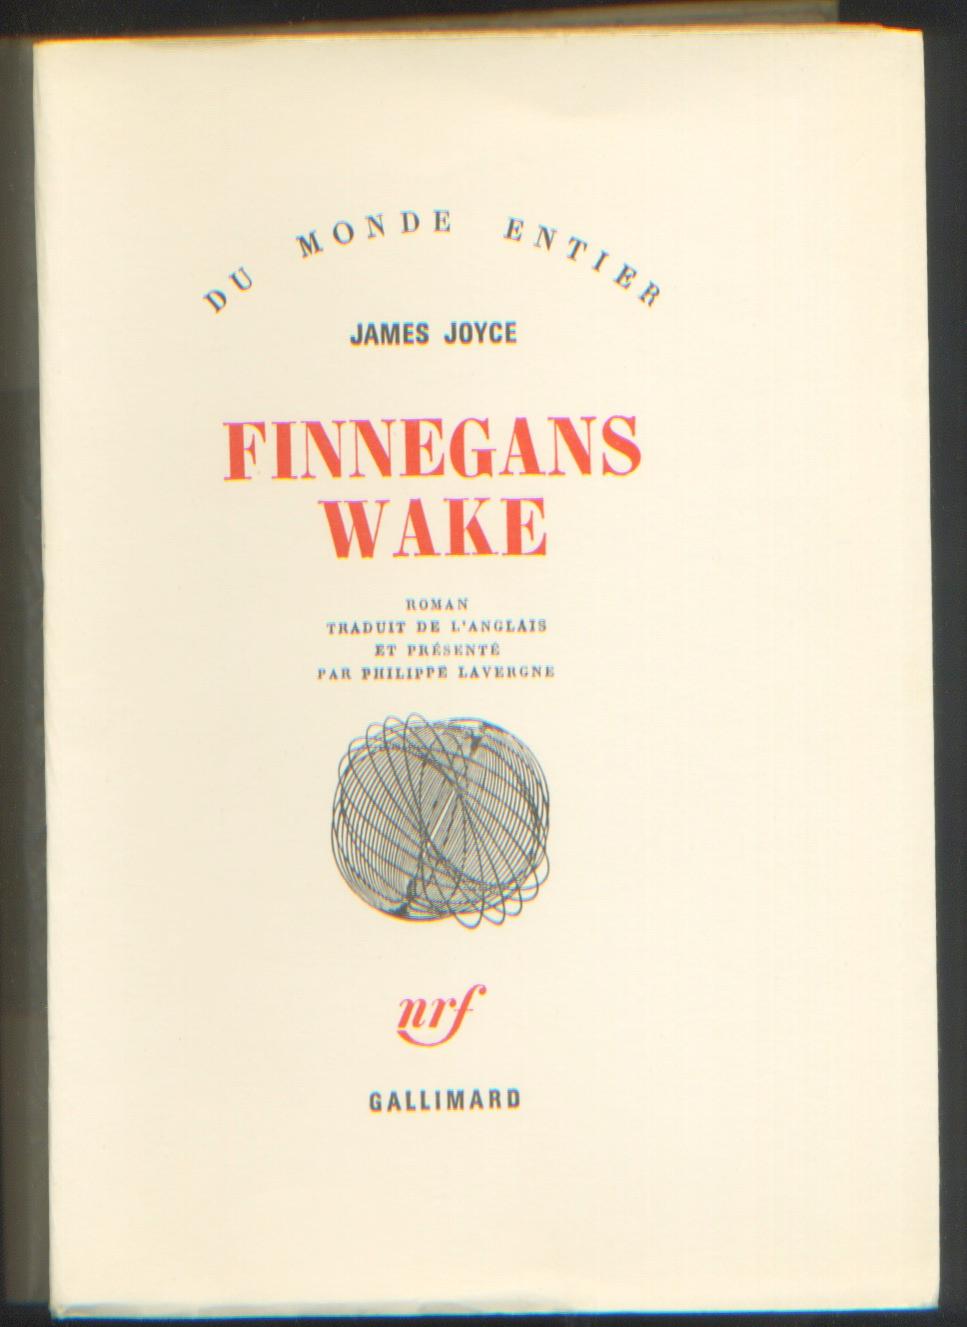 DU MONDE ENTIER
JAMES JOYCE
FINNEGANS
WAKE
ROMAN
TRADUIT DE L'ANGLAIS
ET PRÉSENTÉ
PAR PHILIPPE LAVERGNE
nrf
GALLIMARD